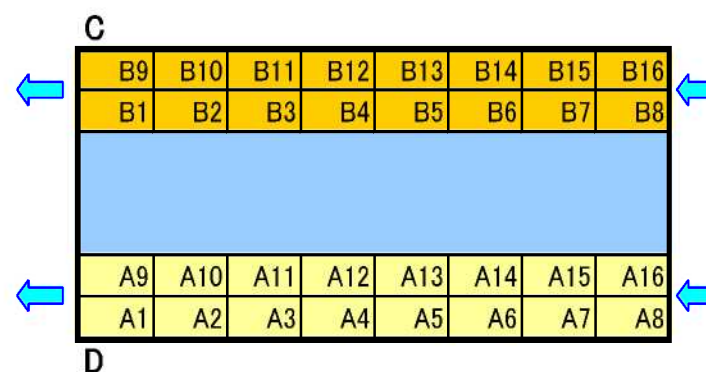 C
B9 B10 B11 B12 B13 B14 B15 B16
B1 B2 B3 B4 B5 B6 B7 B8
A9 A10 A11 A12 A13 A14 A15 A16
A1 A2 A3 A4 A5 A6 A7 A8
D